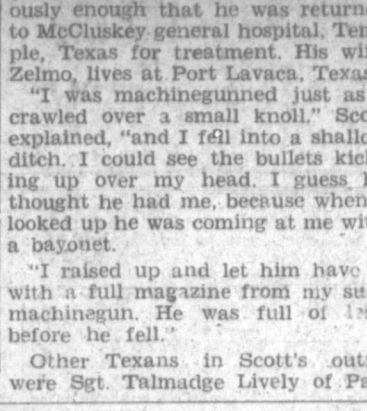 ously enough that he was return
to McCluskey general hospital, Tem
ple, Texas for treatment. His wif
Zelmo, lives at Port Lavaca, Texas
"I was machinegunned just as
crawled over a small knoll." Sco
explained, "and I fell into a shallo
ditch. I could see the bullets kic
ing up over my head. I guess h
thought he had me, because when
looked up he was coming at me wit
a bayonet.
"I raised up and let him have
with a full magazine from my su
machinegun. He was full of
before he fell."
Other Texans in Scott's out
were Sgt. Talmadge Lively of Pa